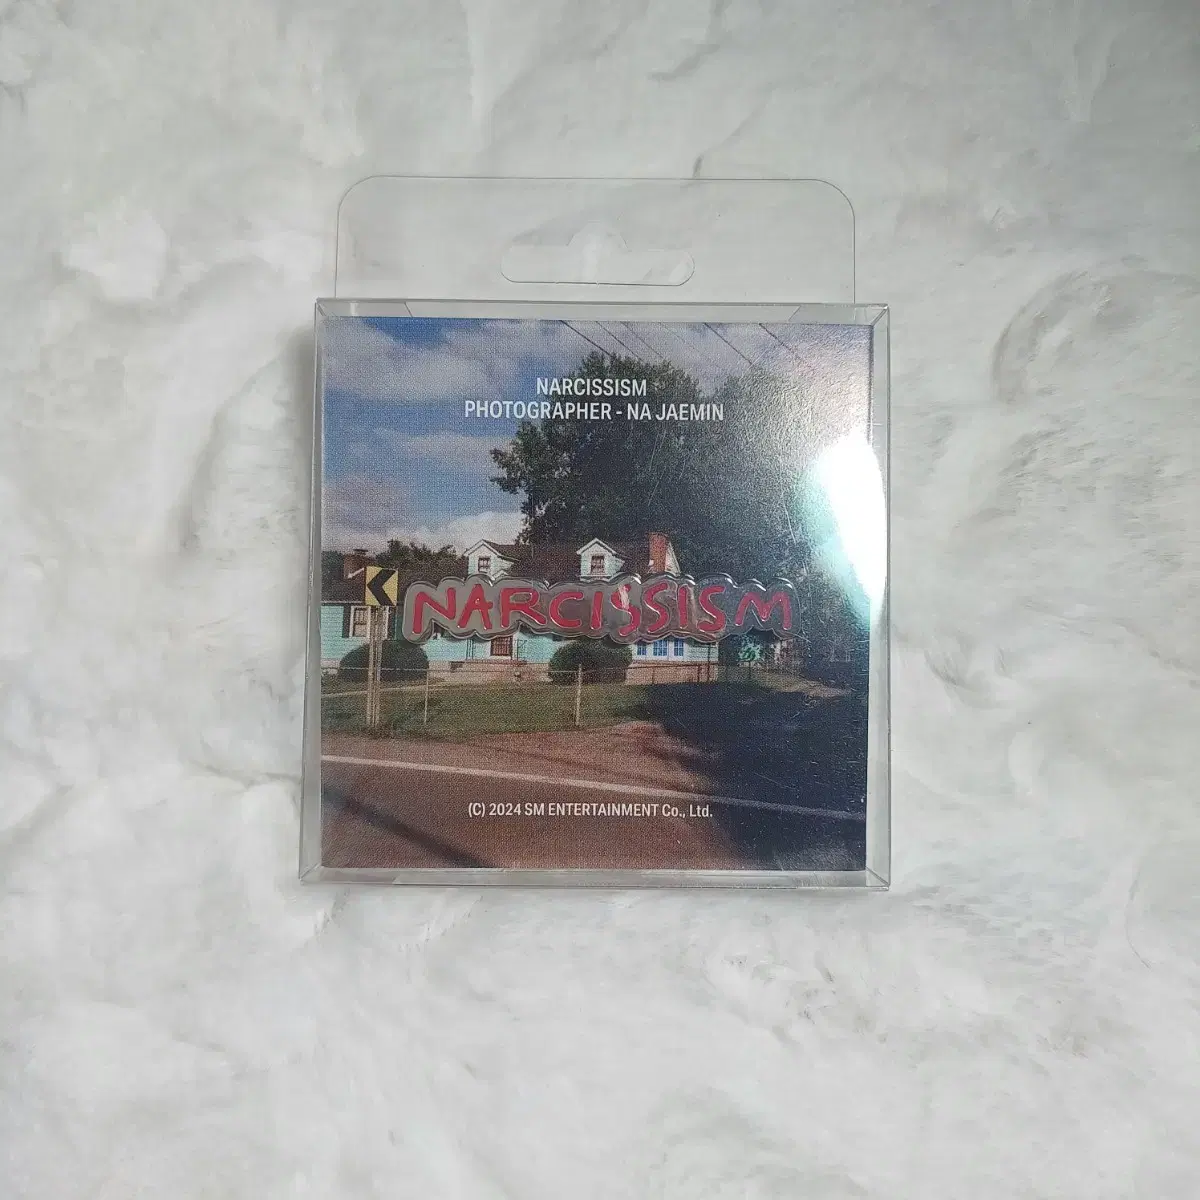 NARCISSISM
PHOTOGRAPHER - NA JAEMIN
NARCISSISM
(C) 2024 SM ENTERTAINMENT Co., Ltd.